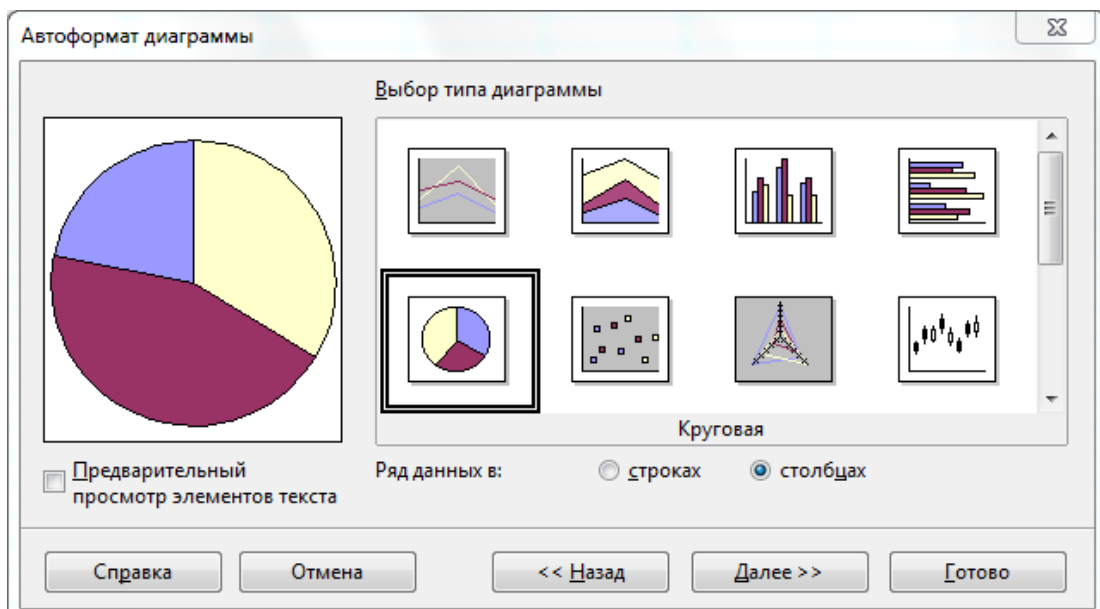 Автоформат диаграммы
Выбор типа диаграммы
Круговая
Предварительный
просмотр элементов текста
Ряд данных в:
строках
столбцах
Справка
Отмена
<< Назад
Далее >>
Готово